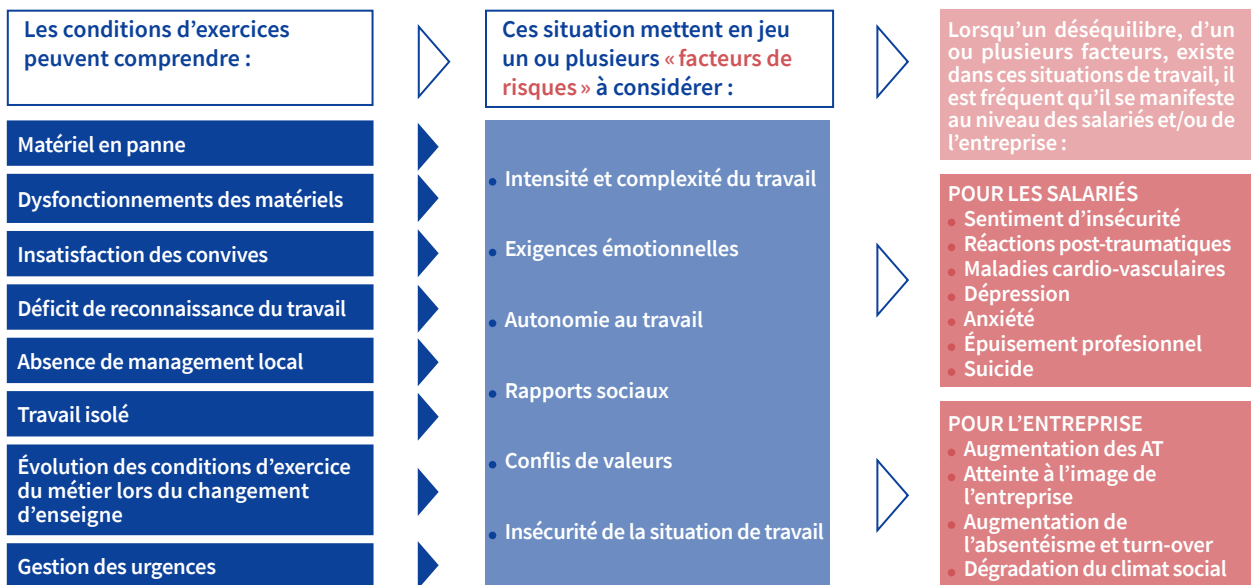 Les conditions d’exercices
peuvent comprendre :
Matériel en panne
Dysfonctionnements des matériels
Insatisfaction des convives
Déficit de reconnaissance du travail
Absence de management local
Travail isolé
Évolution des conditions d’exercice
du métier lors du changement
d’enseigne
Gestion des urgences
Ces situation mettent en jeu
un ou plusieurs « facteurs de
risques » à considérer :
• Intensité et complexité du travail
• Exigences émotionnelles
• Autonomie au travail
• Rapports sociaux
• Conflis de valeurs
• Insécurité de la situation de travail
Lorsqu’un déséquilibre, d’un
ou plusieurs facteurs, existe
dans ces situations de travail, il
est fréquent qu’il se manifeste
au niveau des salariés et/ou de
l’entreprise :
POUR LES SALARIÉS
• Sentiment d’insécurité
• Réactions post-traumatiques
• Maladies cardio-vasculaires
• Dépression
• Anxiété
• Épuisement profesionnel
• Suicide
POUR L’ENTREPRISE
• Augmentation des AT
• Atteinte à l’image de
l’entreprise
• Augmentation de
l’absentéisme et turn-over
• Dégradation du climat social